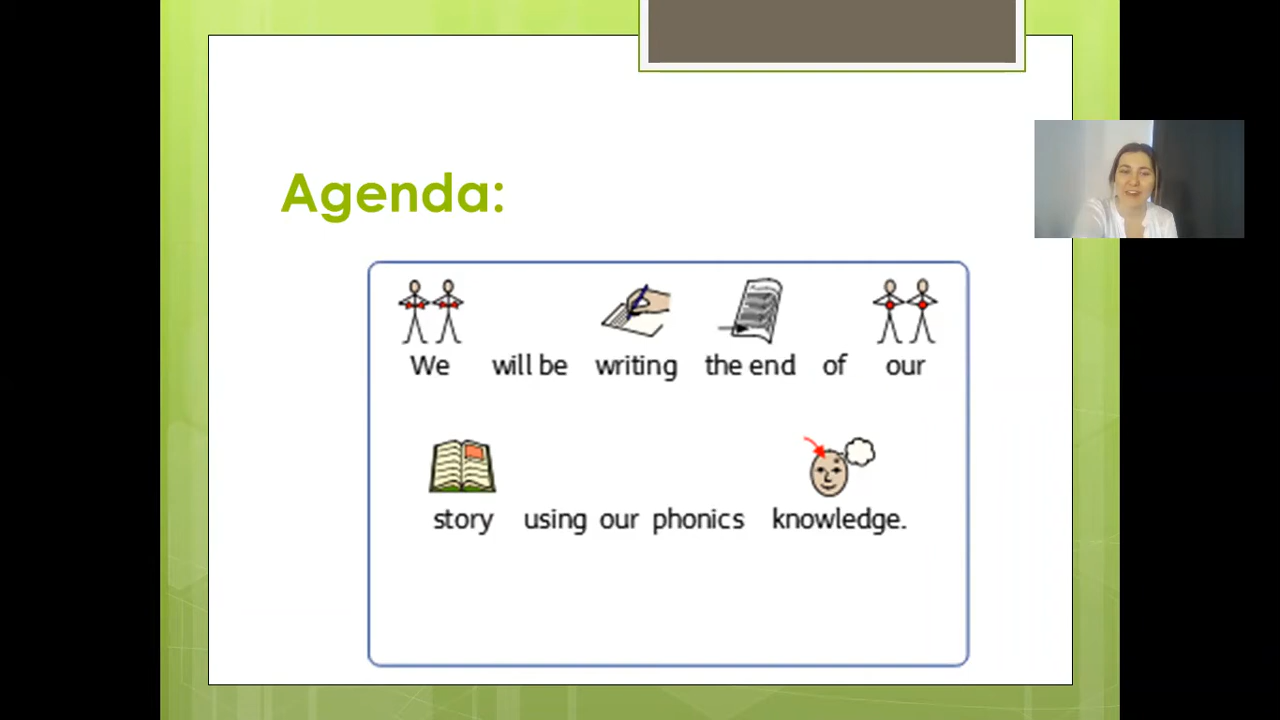 Agenda:
We will be writing the end of our
story using our phonics knowledge.